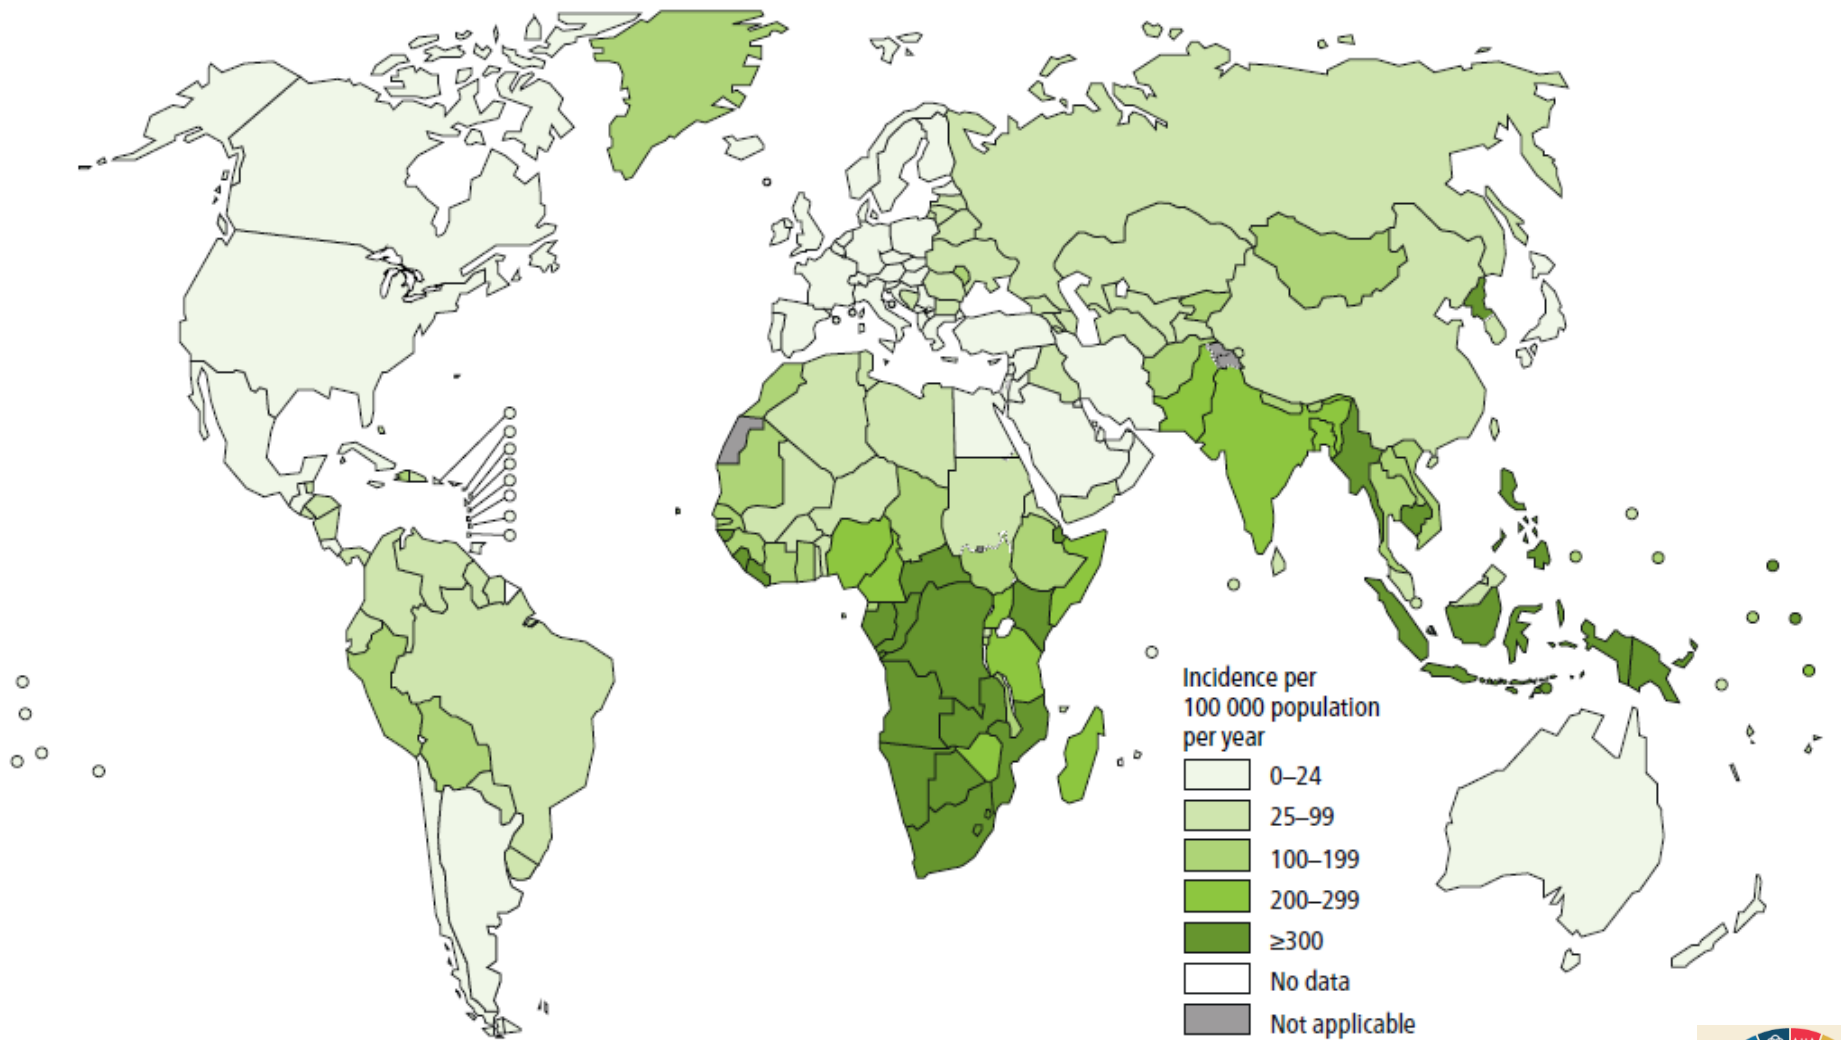 Incidence per
100 000 population
per year
0–24
25–99
100–199
200–299
≥300
No data
Not applicable